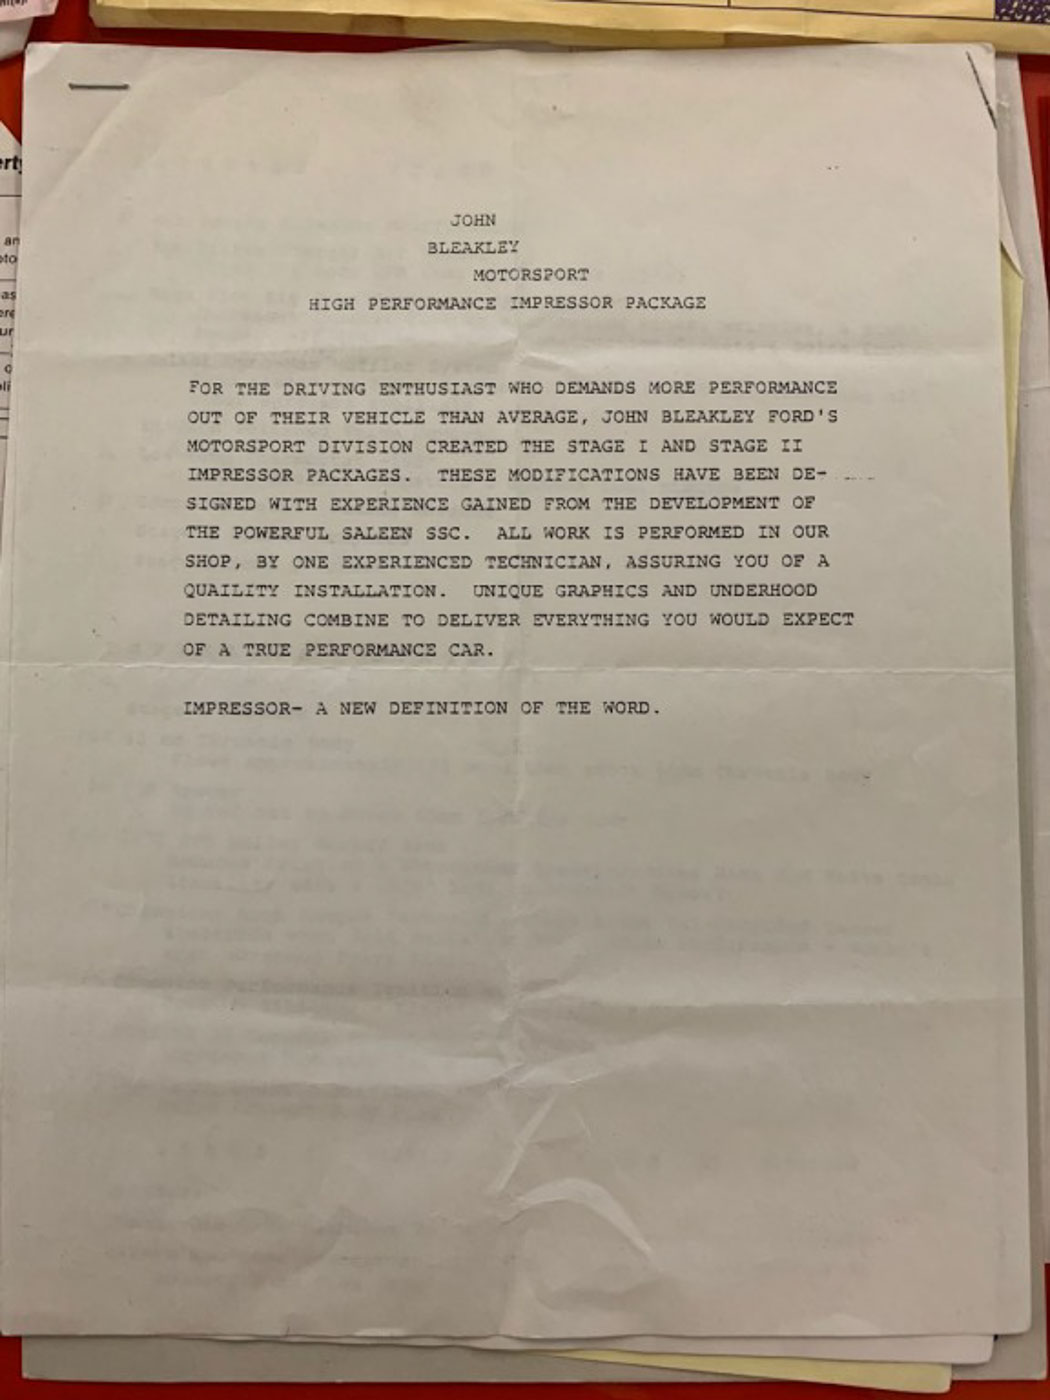 JOHN
BLEAKLEY
MOTORSPORT
HIGH PERFORMANCE IMPRESSOR PACKAGE
FOR THE DRIVING ENTHUSIAST WHO DEMANDS MORE PERFORMANCE
OUT OF THEIR VEHICLE THAN AVERAGE, JOHN BLEAKLEY FORD'S
MOTORSPORT DIVISION CREATED THE STAGE I AND STAGE II
IMPRESSOR PACKAGES. THESE MODIFICATIONS HAVE BEEN DE-
SIGNED WITH EXPERIENCE GAINED FROM THE DEVELOPMENT OF
THE POWERFUL SALEEN SSC. ALL WORK IS PERFORMED IN OUR
SHOP, BY ONE EXPERIENCED TECHNICIAN, ASSURING YOU OF A
QUAILITY INSTALLATION. UNIQUE GRAPHICS AND UNDERHOOD
DETAILING COMBINE TO DELIVER EVERYTHING YOU WOULD EXPECT
OF A TRUE PERFORMANCE CAR.
IMPRESSOR- A NEW DEFINITION OF THE WORD.